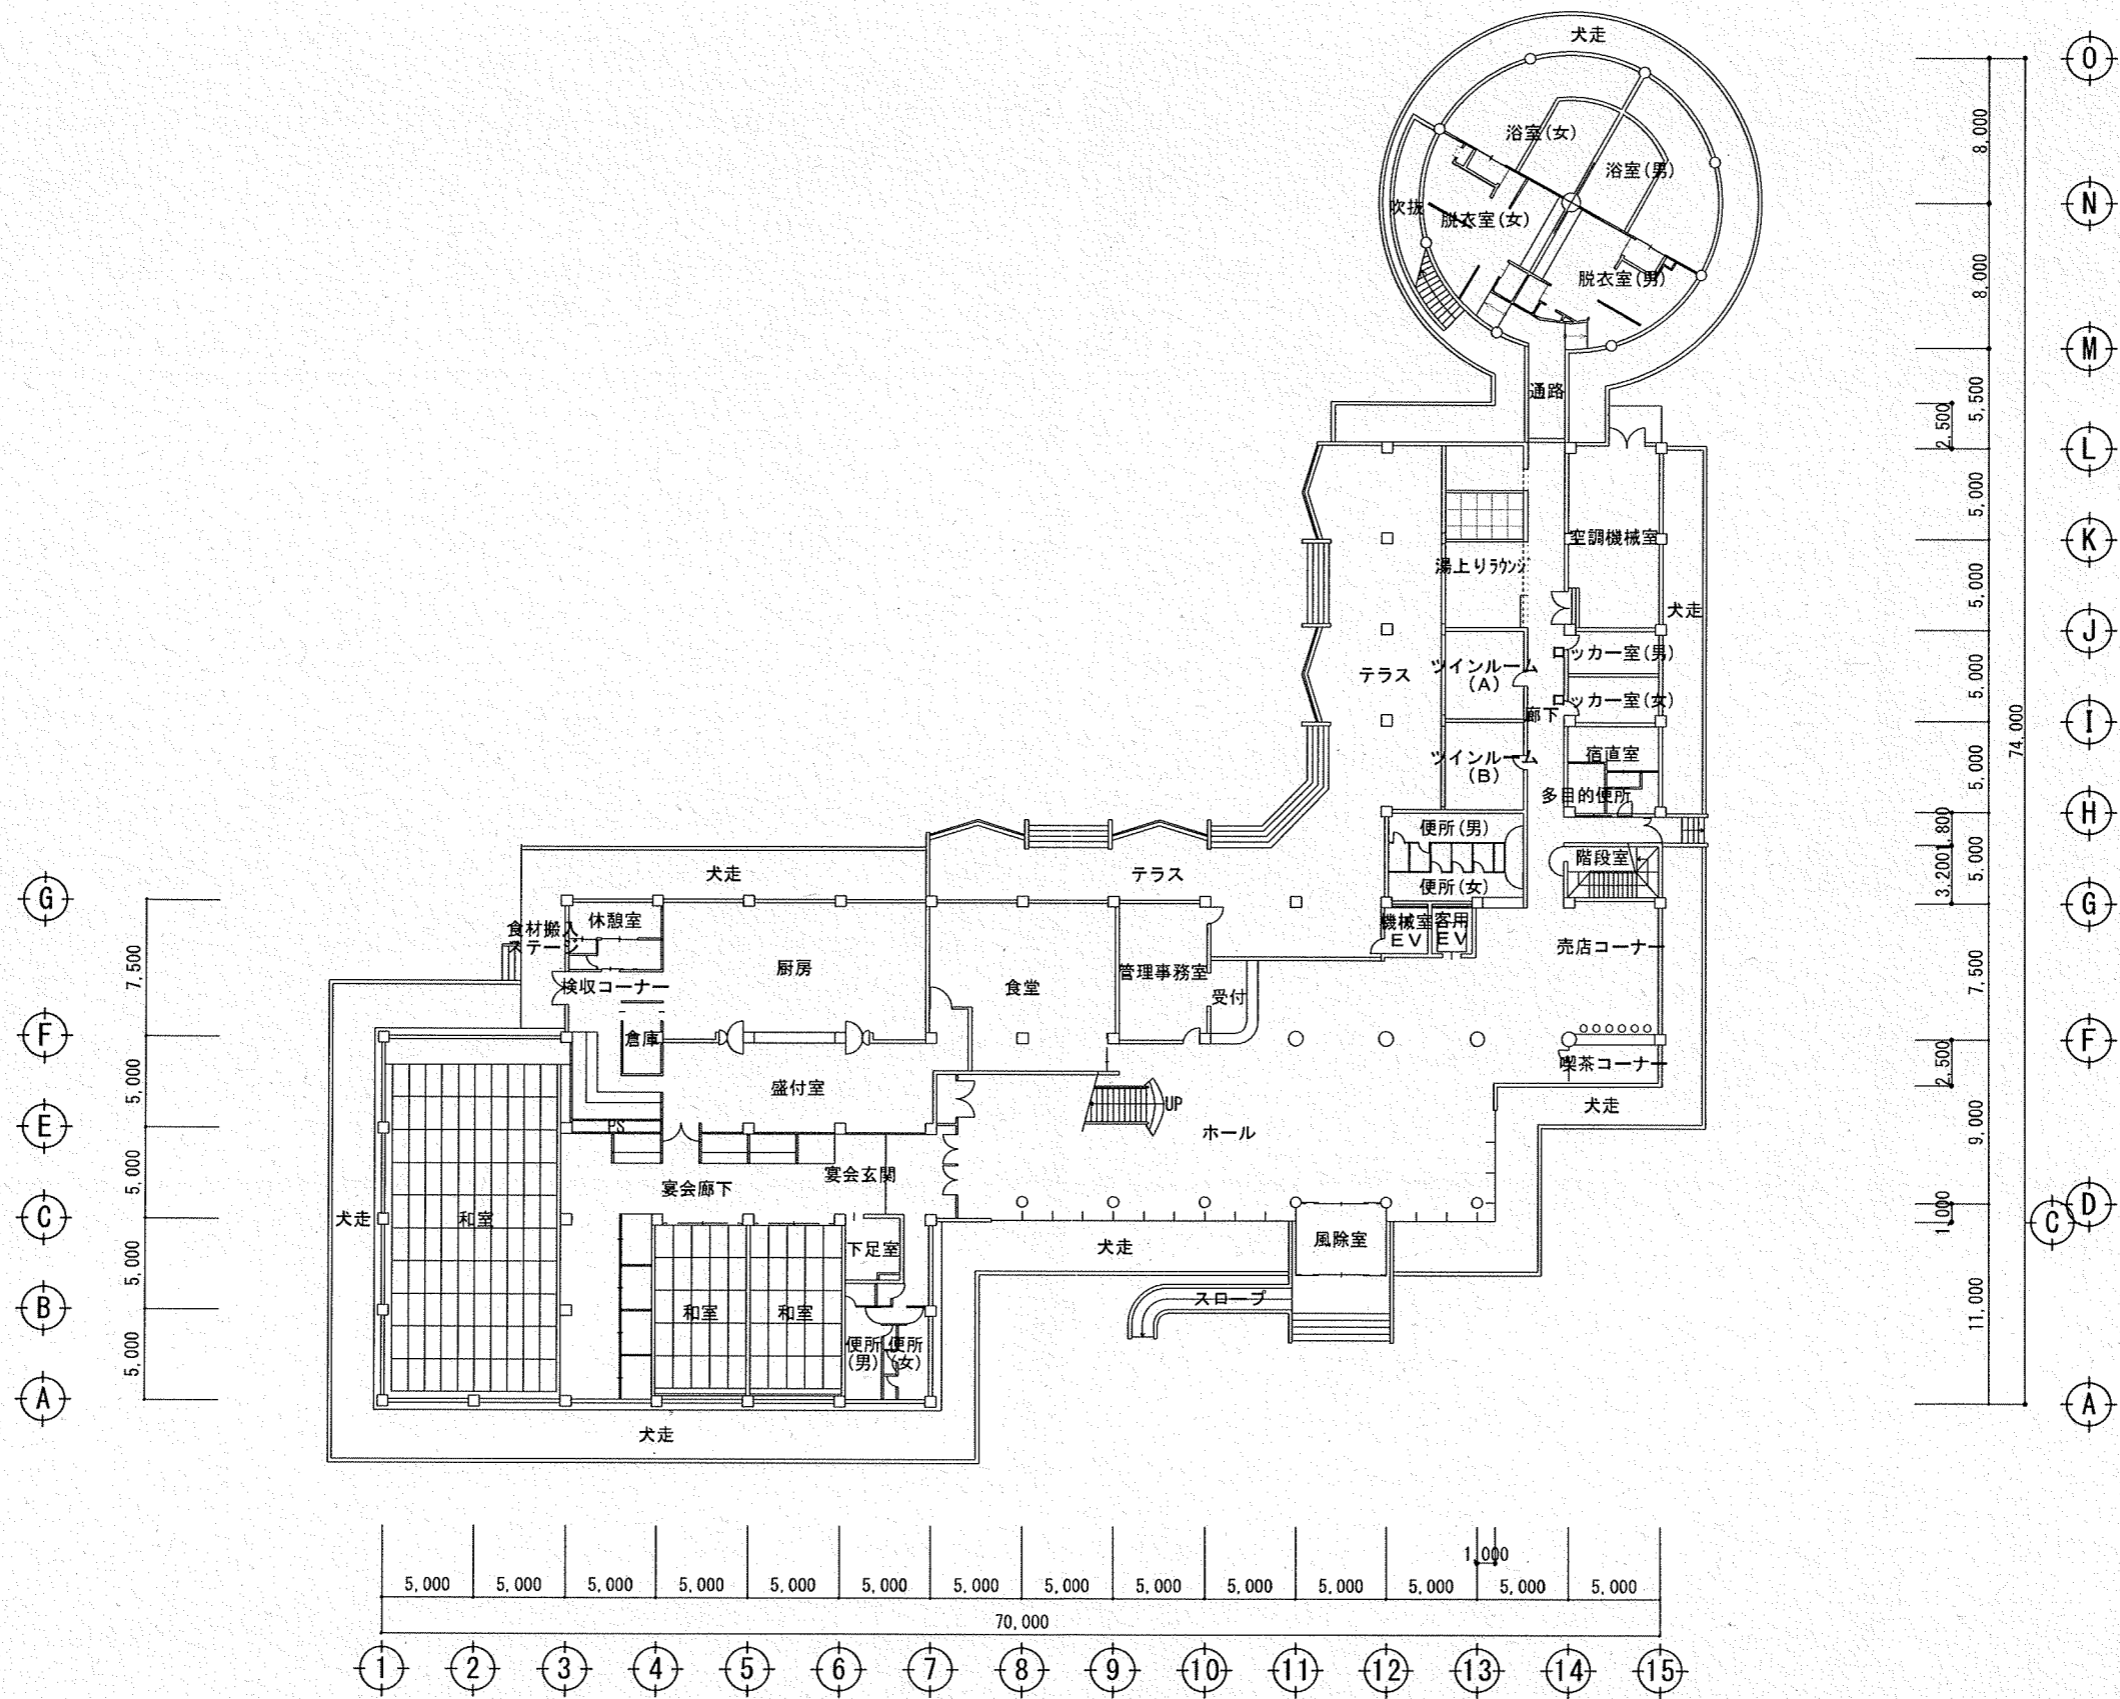 犬走
O
8,000
浴室(女)
浴室(男)
N
吹抜
脱衣室(女)
脱衣室(男)
8,000
M
通路
5,500
2,500
L
5,000
空調機械室
K
湯上りラウンジ
5,000
犬走
J
ロッカー室(男)
ツインルーム
(A)
テラス
5,000
ロッカー室(女)
廊下
I
74,000
宿直室
ツインルーム
(B)
5,000
多目的便所
H
便所(男)
1,800
階段室
5,000
犬走
テラス
便所(女)
3,200
G
G
休憩室
食材搬入
ステージ
機械室
EV
客用
EV
売店コーナー
7,500
厨房
管理事務室
検収コーナー
食堂
受付
7,500
F
倉庫
F
喫茶コーナー
2,500
5,000
盛付室
UP
犬走
E
PS
ホール
9,000
5,000
宴会玄関
宴会廊下
C
犬走
和室
D
1,000
C
下足室
犬走
風除室
5,000
スロープ
B
和室
和室
11,000
便所
(男)
便所
(女)
5,000
A
A
犬走
1,000
5,000 5,000 5,000 5,000 5,000 5,000 5,000 5,000 5,000 5,000 5,000 5,000 5,000 5,000
70,000
1 2 3 4 5 6 7 8 9 10 11 12 13 14 15